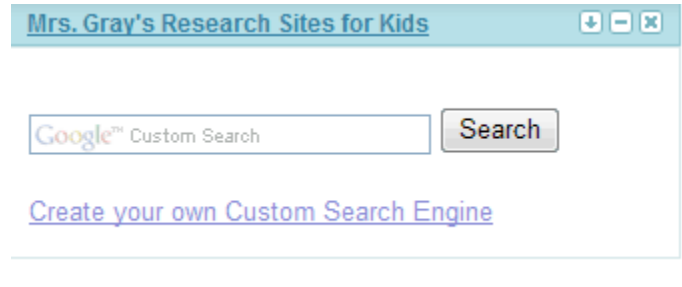 Mrs. Gray's Research Sites for Kids
Google™ Custom Search
Search
Create your own Custom Search Engine